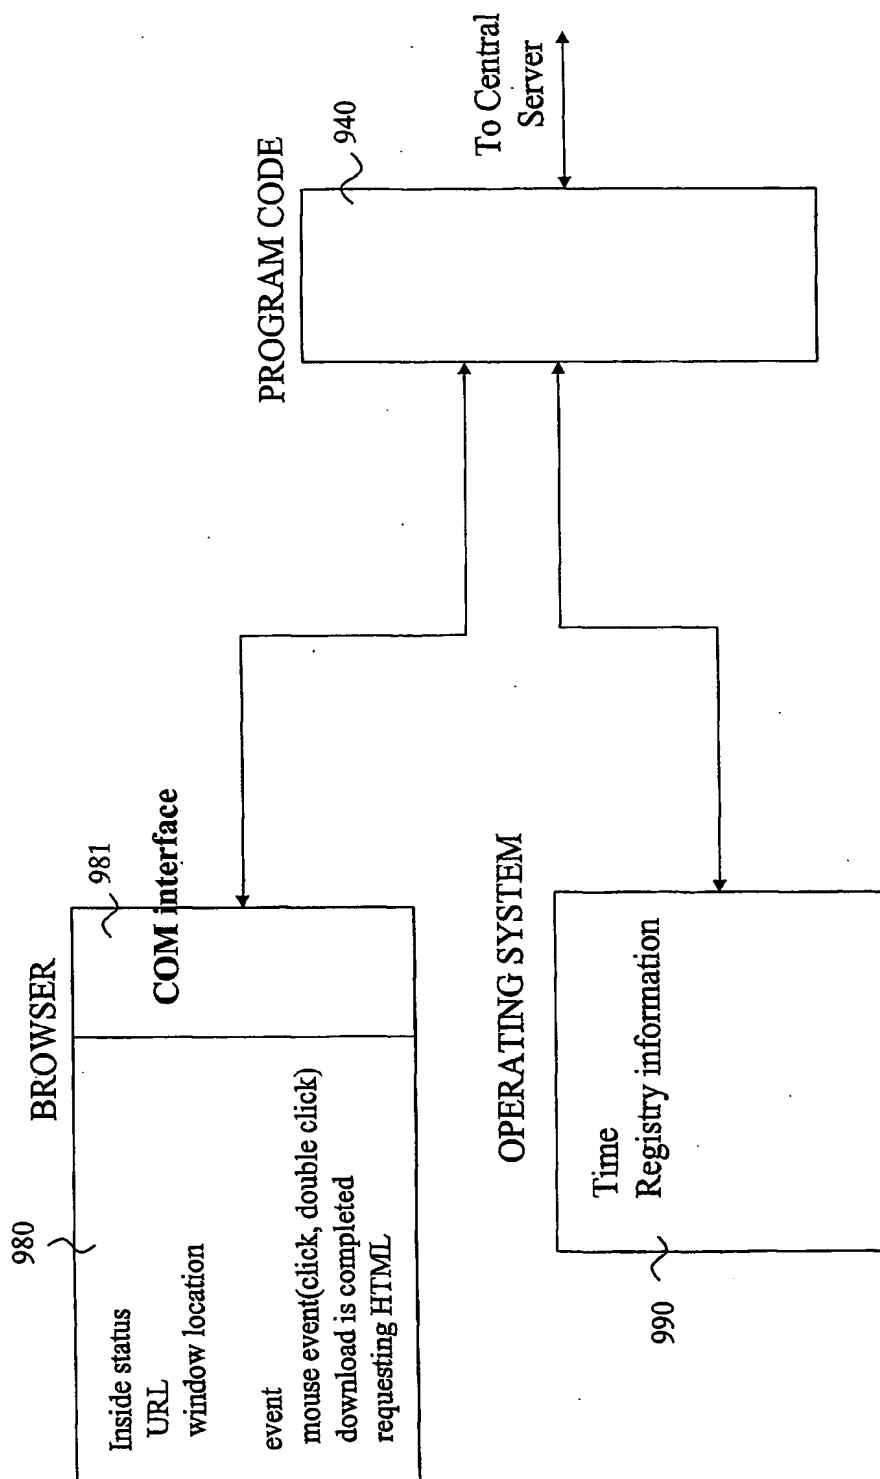 BROWSER
980
981
Inside status
URL
window location
event
mouse event(click, double click)
download is completed
requesting HTML
COM interface
PROGRAM CODE
940
To Central
Server
OPERATING SYSTEM
990
Time
Registry information